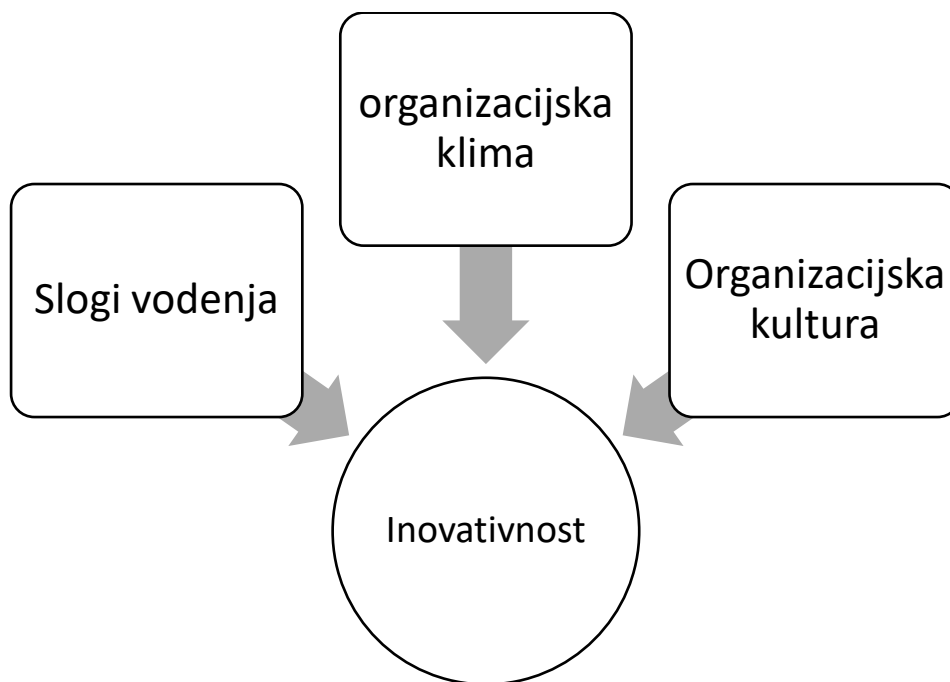 organizacijska
klima
Slogi vodenja
Organizacijska
kultura
Inovativnost